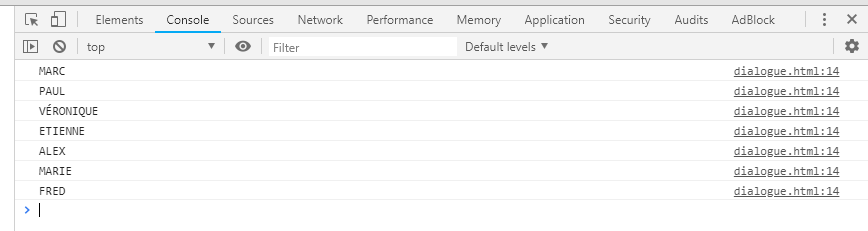 Elements Console Sources Network Performance Memory Application Security Audits AdBlock
top Filter Default levels
MARC dialogue.html:14
PAUL dialogue.html:14
VÉRONIQUE dialogue.html:14
ETIENNE dialogue.html:14
ALEX dialogue.html:14
MARIE dialogue.html:14
FRED dialogue.html:14